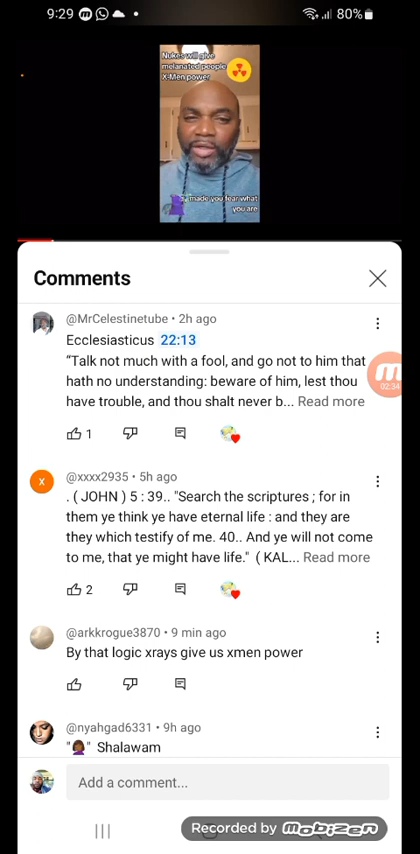 9:29
80%
Nukes will give
melanated people
X-Men power
made you fear what
you are
Comments
@MrCelestinetube • 2h ago
Ecclesiasticus 22:13
“Talk not much with a fool, and go not to him that
hath no understanding: beware of him, lest thou
have trouble, and thou shalt never b... Read more
02:34
1
X
@xxxx2935 • 5h ago
. ( JOHN ) 5 : 39.. "Search the scriptures ; for in
them ye think ye have eternal life : and they are
they which testify of me. 40.. And ye will not come
to me, that ye might have life." ( KAL... Read more
2
@arkkrogue3870 • 9 min ago
By that logic xrays give us xmen power
@nyahgad6331 • 9h ago
"🙋🏾‍♀️" Shalawam
Add a comment...
Recorded by mobizen